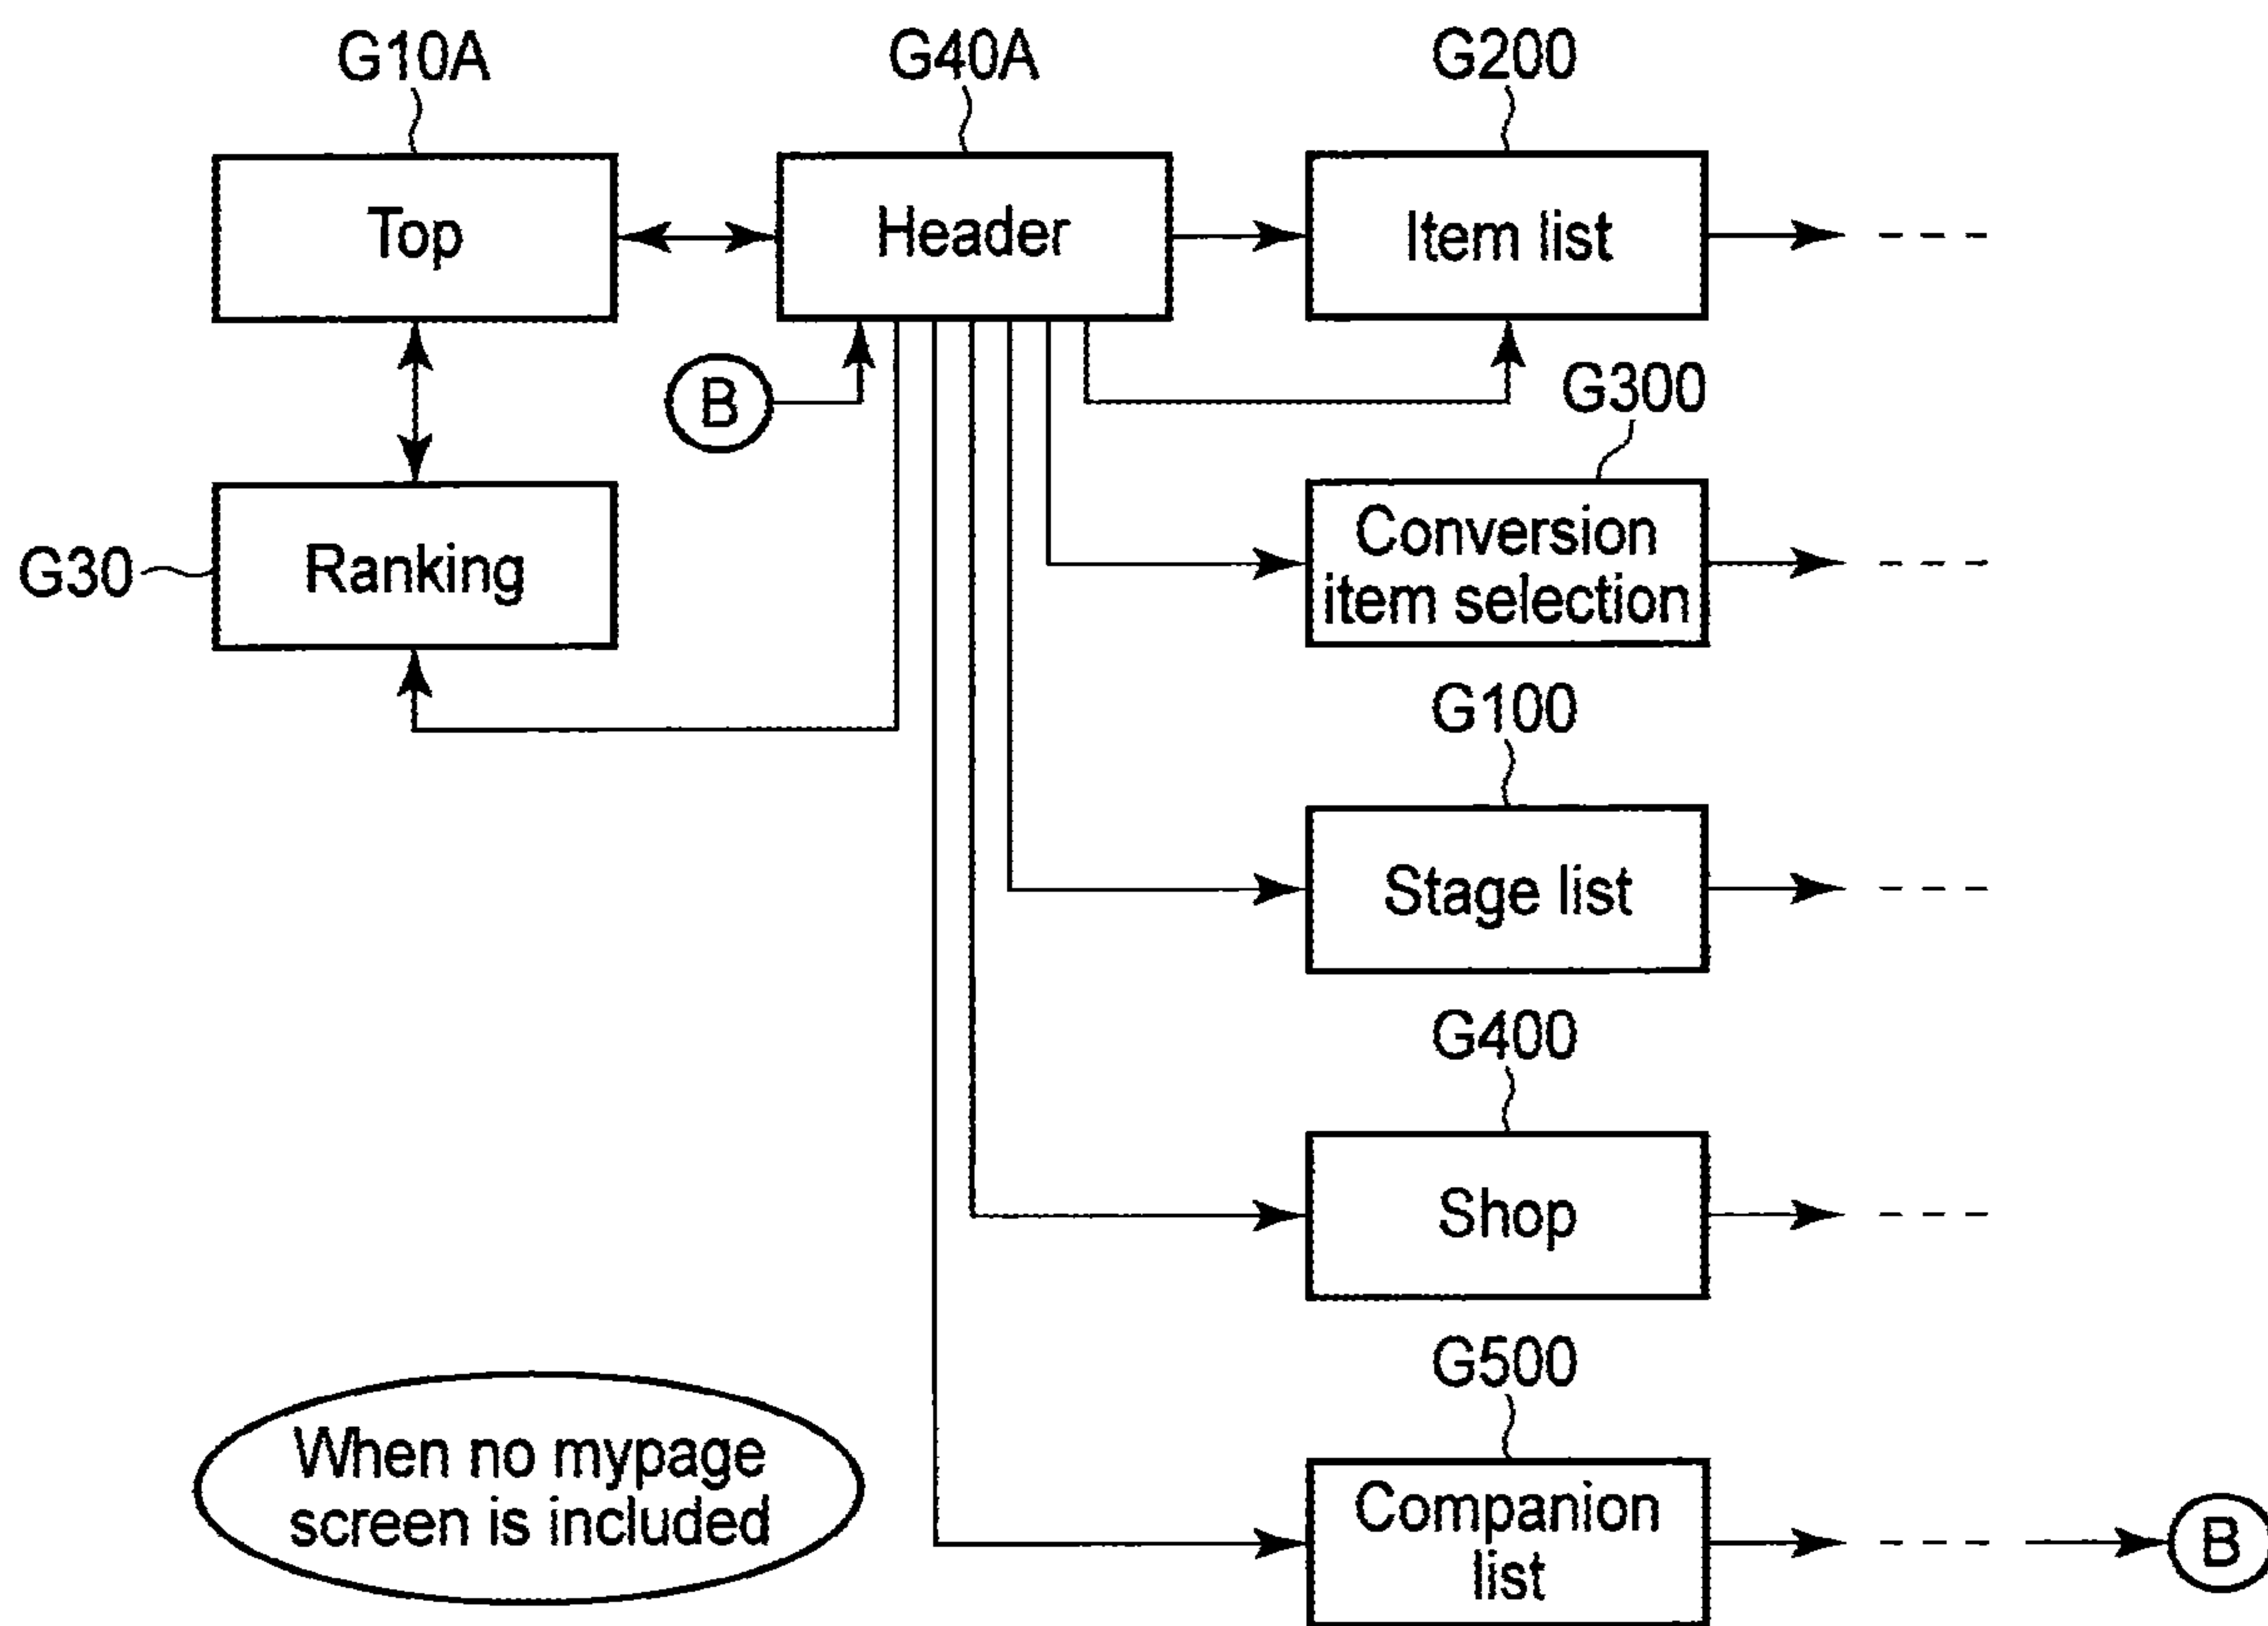 G10A
G40A
G200
Top
Header
Item list
B
G300
G30
Ranking
Conversion
item selection
G100
Stage list
G400
Shop
G500
When no mypage
screen is included
Companion
list
B